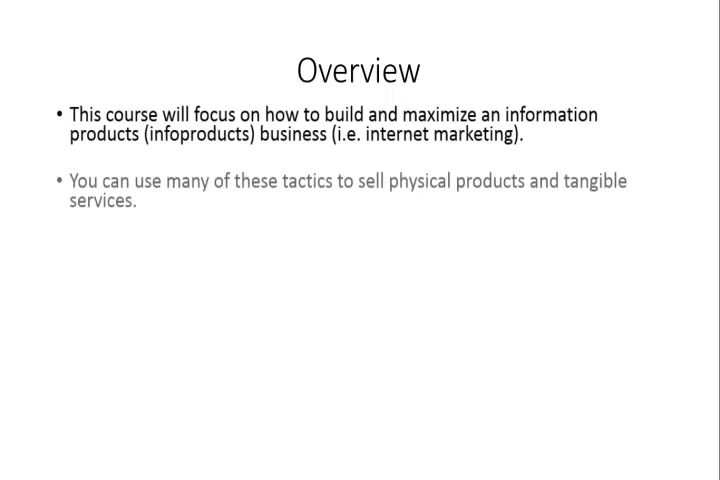 Overview
• This course will focus on how to build and maximize an information
products (infoproducts) business (i.e. internet marketing).
• You can use many of these tactics to sell physical products and tangible
services.